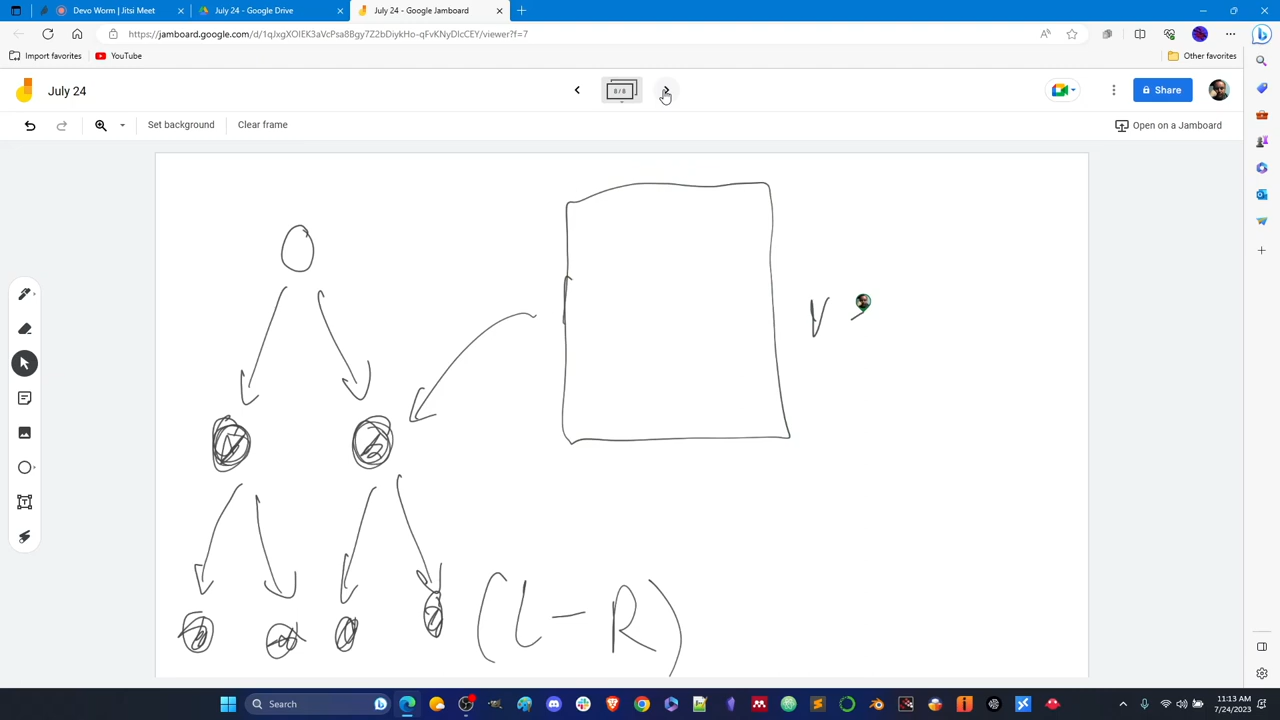 Devo Worm | Jitsi Meet
July 24 - Google Drive
July 24 - Google Jamboard
https://jamboard.google.com/d/1qJxgXOIEK3aVcPsa8Bgy7Z2bDiykHo-qFvKNyDlcCEY/viewer?f=7
Import favorites
YouTube
Other favorites
July 24
8 / 8
Share
Set background
Clear frame
Open on a Jamboard
(L - R)
Search
11:13 AM
7/24/2023